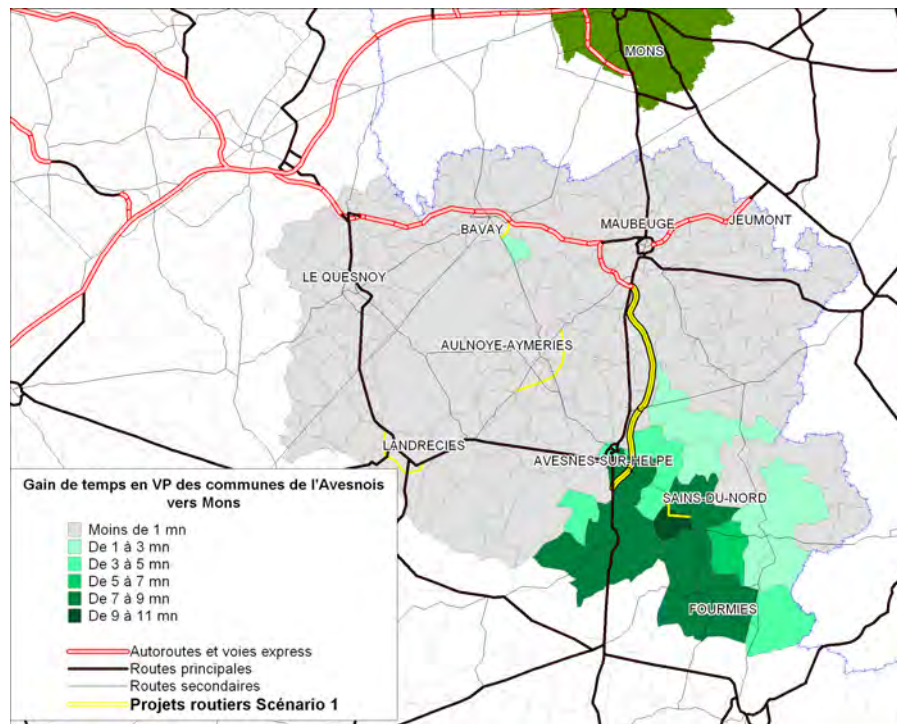 MONS
MAUBEUGE
JEUMONT
BAVAY
LE QUESNOY
AULNOYE-AYMERIES
LANDRECIES
AVESNES-SUR-HELPE
SAINS-DU-NORD
FOURMIES
Gain de temps en VP des communes de l'Avesnois
vers Mons
Moins de 1 mn
De 1 à 3 mn
De 3 à 5 mn
De 5 à 7 mn
De 7 à 9 mn
De 9 à 11 mn
Autoroutes et voies express
Routes principales
Routes secondaires
Projets routiers Scénario 1